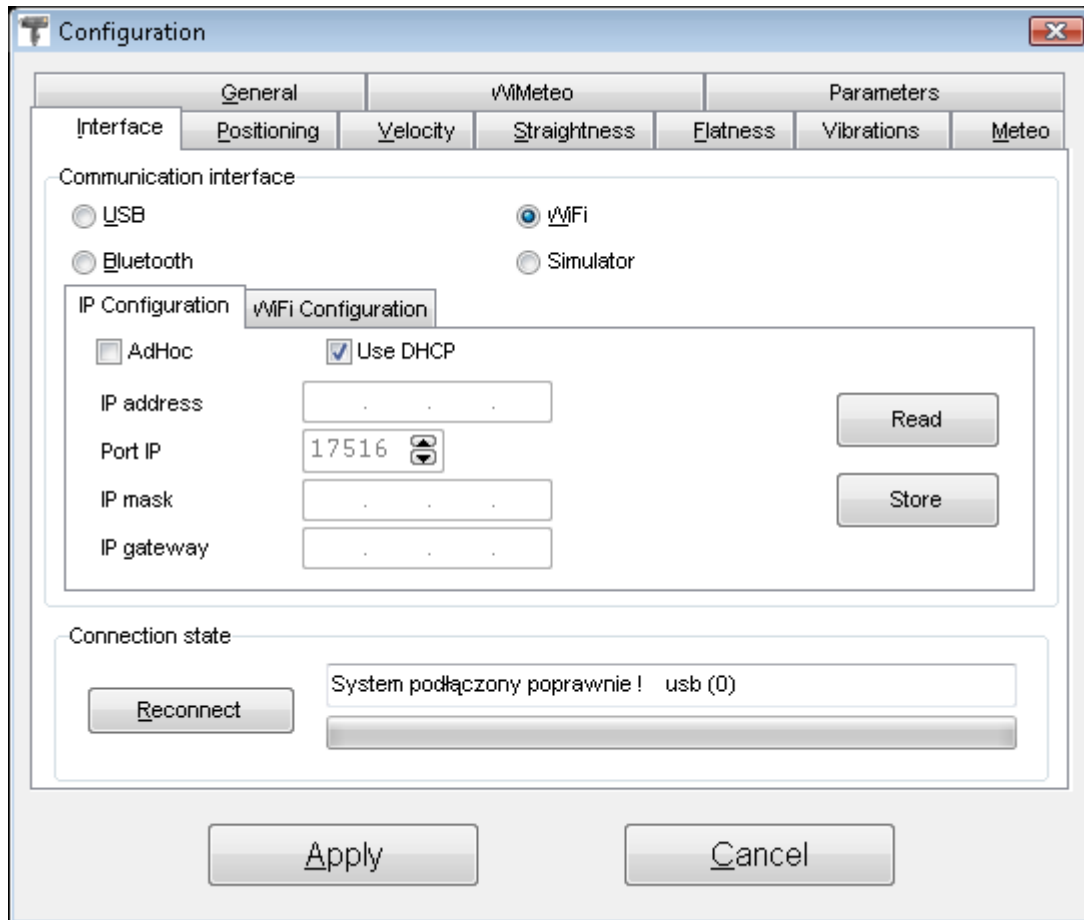 Configuration
General WiMeteo Parameters
Interface Positioning Velocity Straightness Flatness Vibrations Meteo
Communication interface
USB WiFi
Bluetooth Simulator
IP Configuration WiFi Configuration
AdHoc Use DHCP
IP address . . .
Read
Port IP 17516
IP mask . . .
Store
IP gateway . . .
Connection state
System podłączony poprawnie ! usb (0)
Reconnect
Apply Cancel